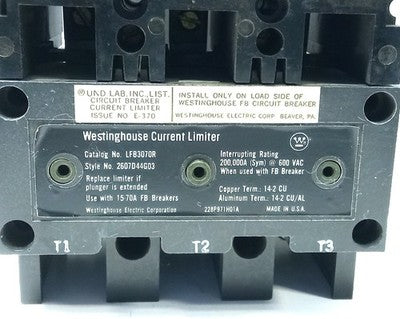 UND LAB, INC., LIST.
CIRCUIT BREAKER
CURRENT LIMITER
ISSUE NO E-370
INSTALL ONLY ON LOAD SIDE OF
WESTINGHOUSE FB CIRCUIT BREAKER
WESTINGHOUSE ELECTRIC CORP. BEAVER, PA.
Westinghouse Current Limiter
Catalog No. LFB3070R
Style No. 2607D44G03
Replace limiter if
plunger is extended
Use with 15-70A FB Breakers
Westinghouse Electric Corporation
Interrupting Rating
200,000A (Sym) @ 600 VAC
When used with FB Breaker
Copper Term.: 14-2 CU
Aluminum Term.: 14-2 CU/AL
MADE IN U.S.A.
T1 T2 T3